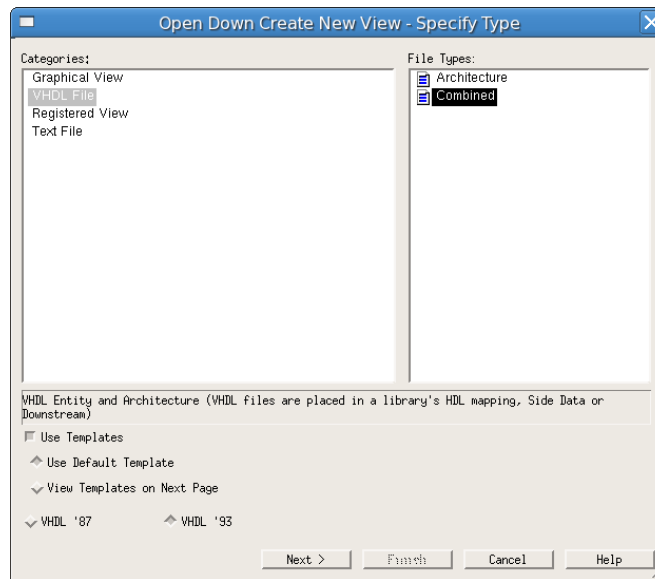 Open Down Create New View - Specify Type
Categories:
File Types:
Graphical View
VHDL File
Registered View
Text File
Architecture
Combined
VHDL Entity and Architecture (VHDL files are placed in a library's HDL mapping, Side Data or
Downstream)
Use Templates
Use Default Template
View Templates on Next Page
VHDL '87
VHDL '93
Next >
Finish
Cancel
Help